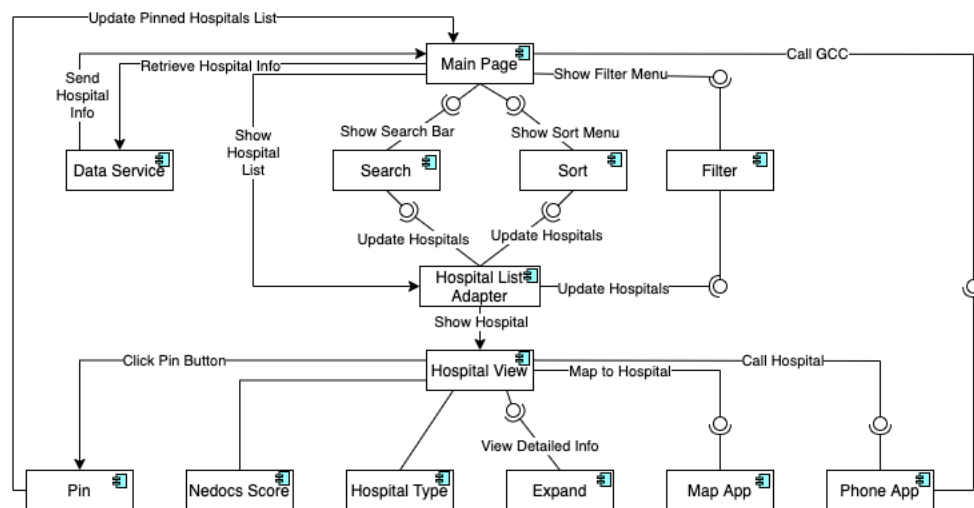 Update Pinned Hospitals List
Main Page
Call GCC
Retrieve Hospital Info
Show Filter Menu
Send
Hospital
Info
Show Search Bar
Show Sort Menu
Show
Hospital
List
Data Service
Search
Sort
Filter
Update Hospitals
Update Hospitals
Hospital List
Adapter
Update Hospitals
Show Hospital
Click Pin Button
Hospital View
Map to Hospital
Call Hospital
View Detailed Info
Pin
Nedocs Score
Hospital Type
Expand
Map App
Phone App